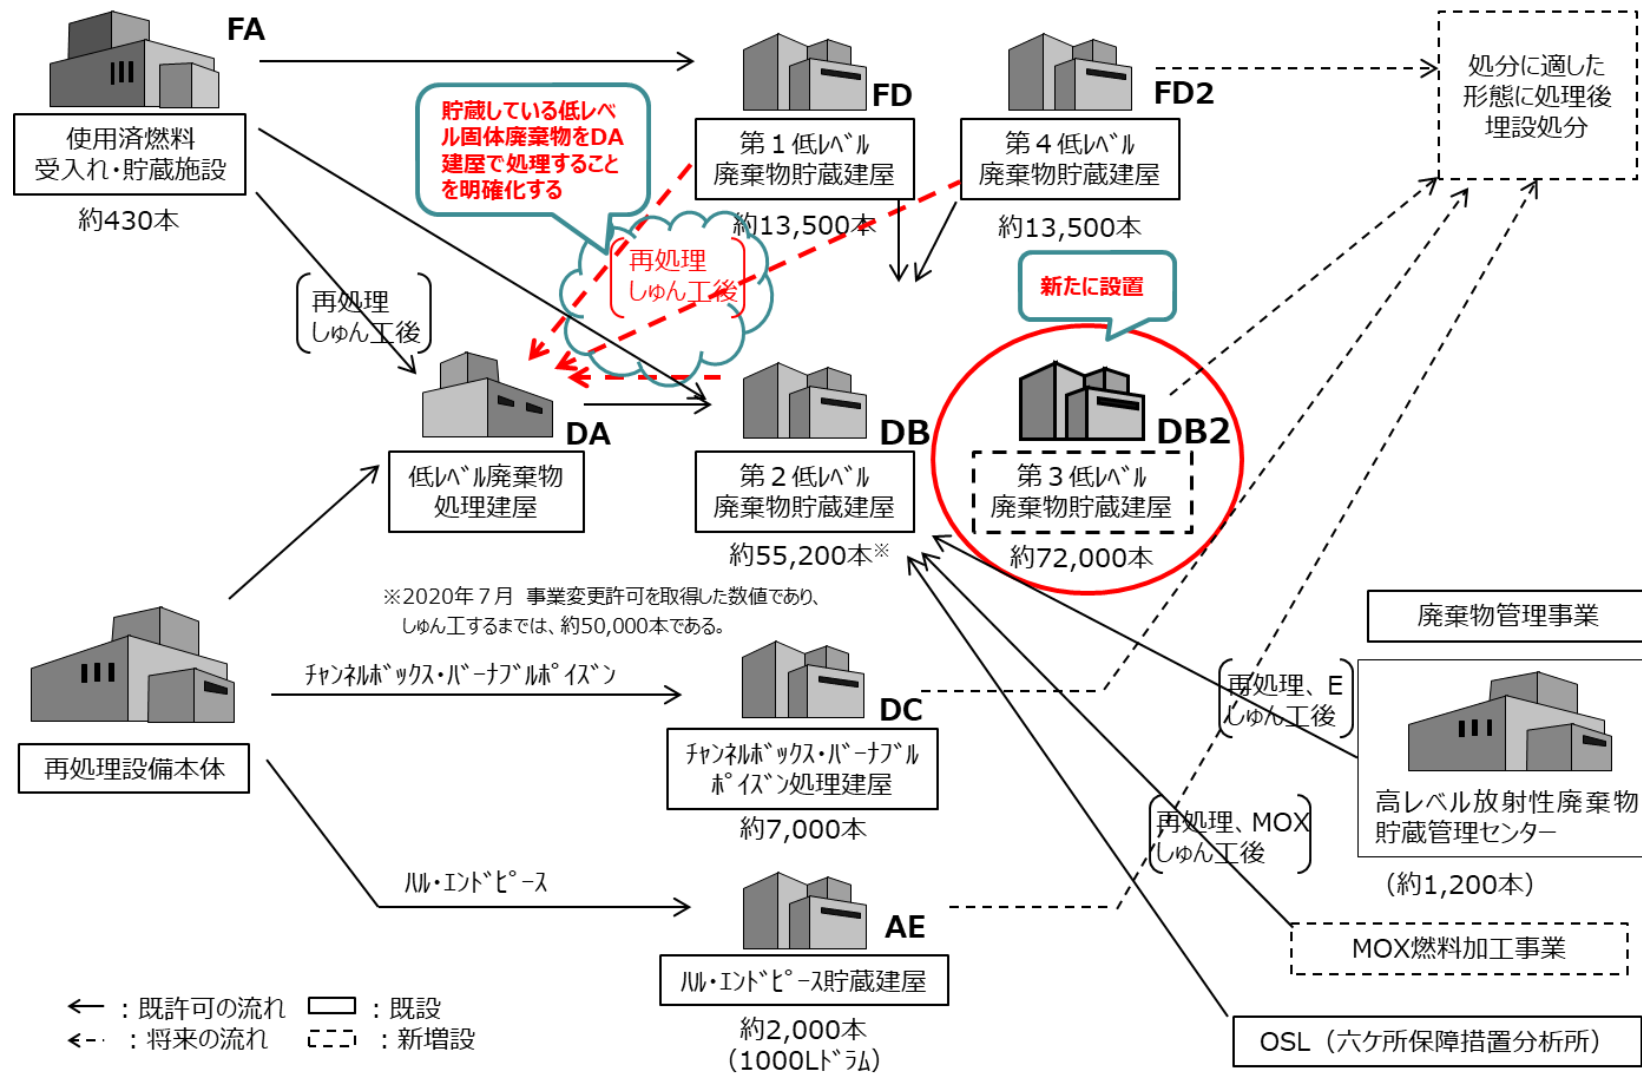 FA
使用済燃料
受入れ・貯蔵施設
約430本
貯蔵している低レベ
ル固体廃棄物をDA
建屋で処理すること
を明確化する
FD
第１低ﾚﾍﾞﾙ
廃棄物貯蔵建屋
約13,500本
FD2
第４低ﾚﾍﾞﾙ
廃棄物貯蔵建屋
約13,500本
処分に適した
形態に処理後
埋設処分
再処理
しゅん工後
再処理
しゅん工後
新たに設置
DA
低ﾚﾍﾞﾙ廃棄物
処理建屋
DB
第２低ﾚﾍﾞﾙ
廃棄物貯蔵建屋
約55,200本※
DB2
第３低ﾚﾍﾞﾙ
廃棄物貯蔵建屋
約72,000本
※2020年７月 事業変更許可を取得した数値であり、
しゅん工するまでは、約50,000本である。
再処理設備本体
ﾁｬﾝﾈﾙﾎﾞｯｸｽ・ﾊﾞｰﾅﾌﾞﾙﾎﾟｲｽﾞﾝ
DC
ﾁｬﾝﾈﾙﾎﾞｯｸｽ・ﾊﾞｰﾅﾌﾞﾙ
ﾎﾟｲｽﾞﾝ処理建屋
約7,000本
ﾊﾙ・ｴﾝﾄﾞﾋﾟｰｽ
AE
ﾊﾙ・ｴﾝﾄﾞﾋﾟｰｽ貯蔵建屋
約2,000本
(1000Lﾄﾞﾗﾑ)
廃棄物管理事業
再処理、E
しゅん工後
高レベル放射性廃棄物
貯蔵管理センター
(約1,200本)
再処理、MOX
しゅん工後
MOX燃料加工事業
OSL（六ケ所保障措置分析所）
：既許可の流れ
：既設
：将来の流れ
：新増設